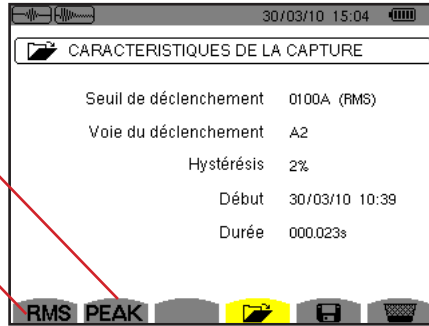 30/03/10 15:04
CARACTERISTIQUES DE LA CAPTURE
Seuil de déclenchement 0100A (RMS)
Voie du déclenchement A2
Hystérésis 2%
Début 30/03/10 10:39
Durée 000.023s
RMS PEAK